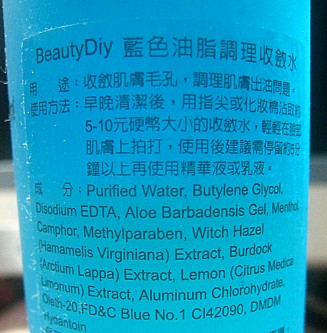 BeautyDiy 藍色油脂調理收斂水
用　途：收斂肌膚毛孔，調理肌膚出油問題。
使用方法：早晚清潔後，用指尖或化妝棉沾取約
5-10元硬幣大小的收斂水，輕輕在臉部
肌膚上拍打，使用後建議需停留約5分
鐘以上再使用精華液或乳液。
成　分：Purified Water, Butylene Glycol,
Disodium EDTA, Aloe Barbadensis Gel, Menthol,
Camphor, Methylparaben, Witch Hazel
(Hamamelis Virginiana) Extract, Burdock
(Arctium Lappa) Extract, Lemon (Citrus Medica
Limonum) Extract, Aluminum Chlorohydrate,
Oleth-20,FD&C Blue No.1 CI42090, DMDM
Hydantoin